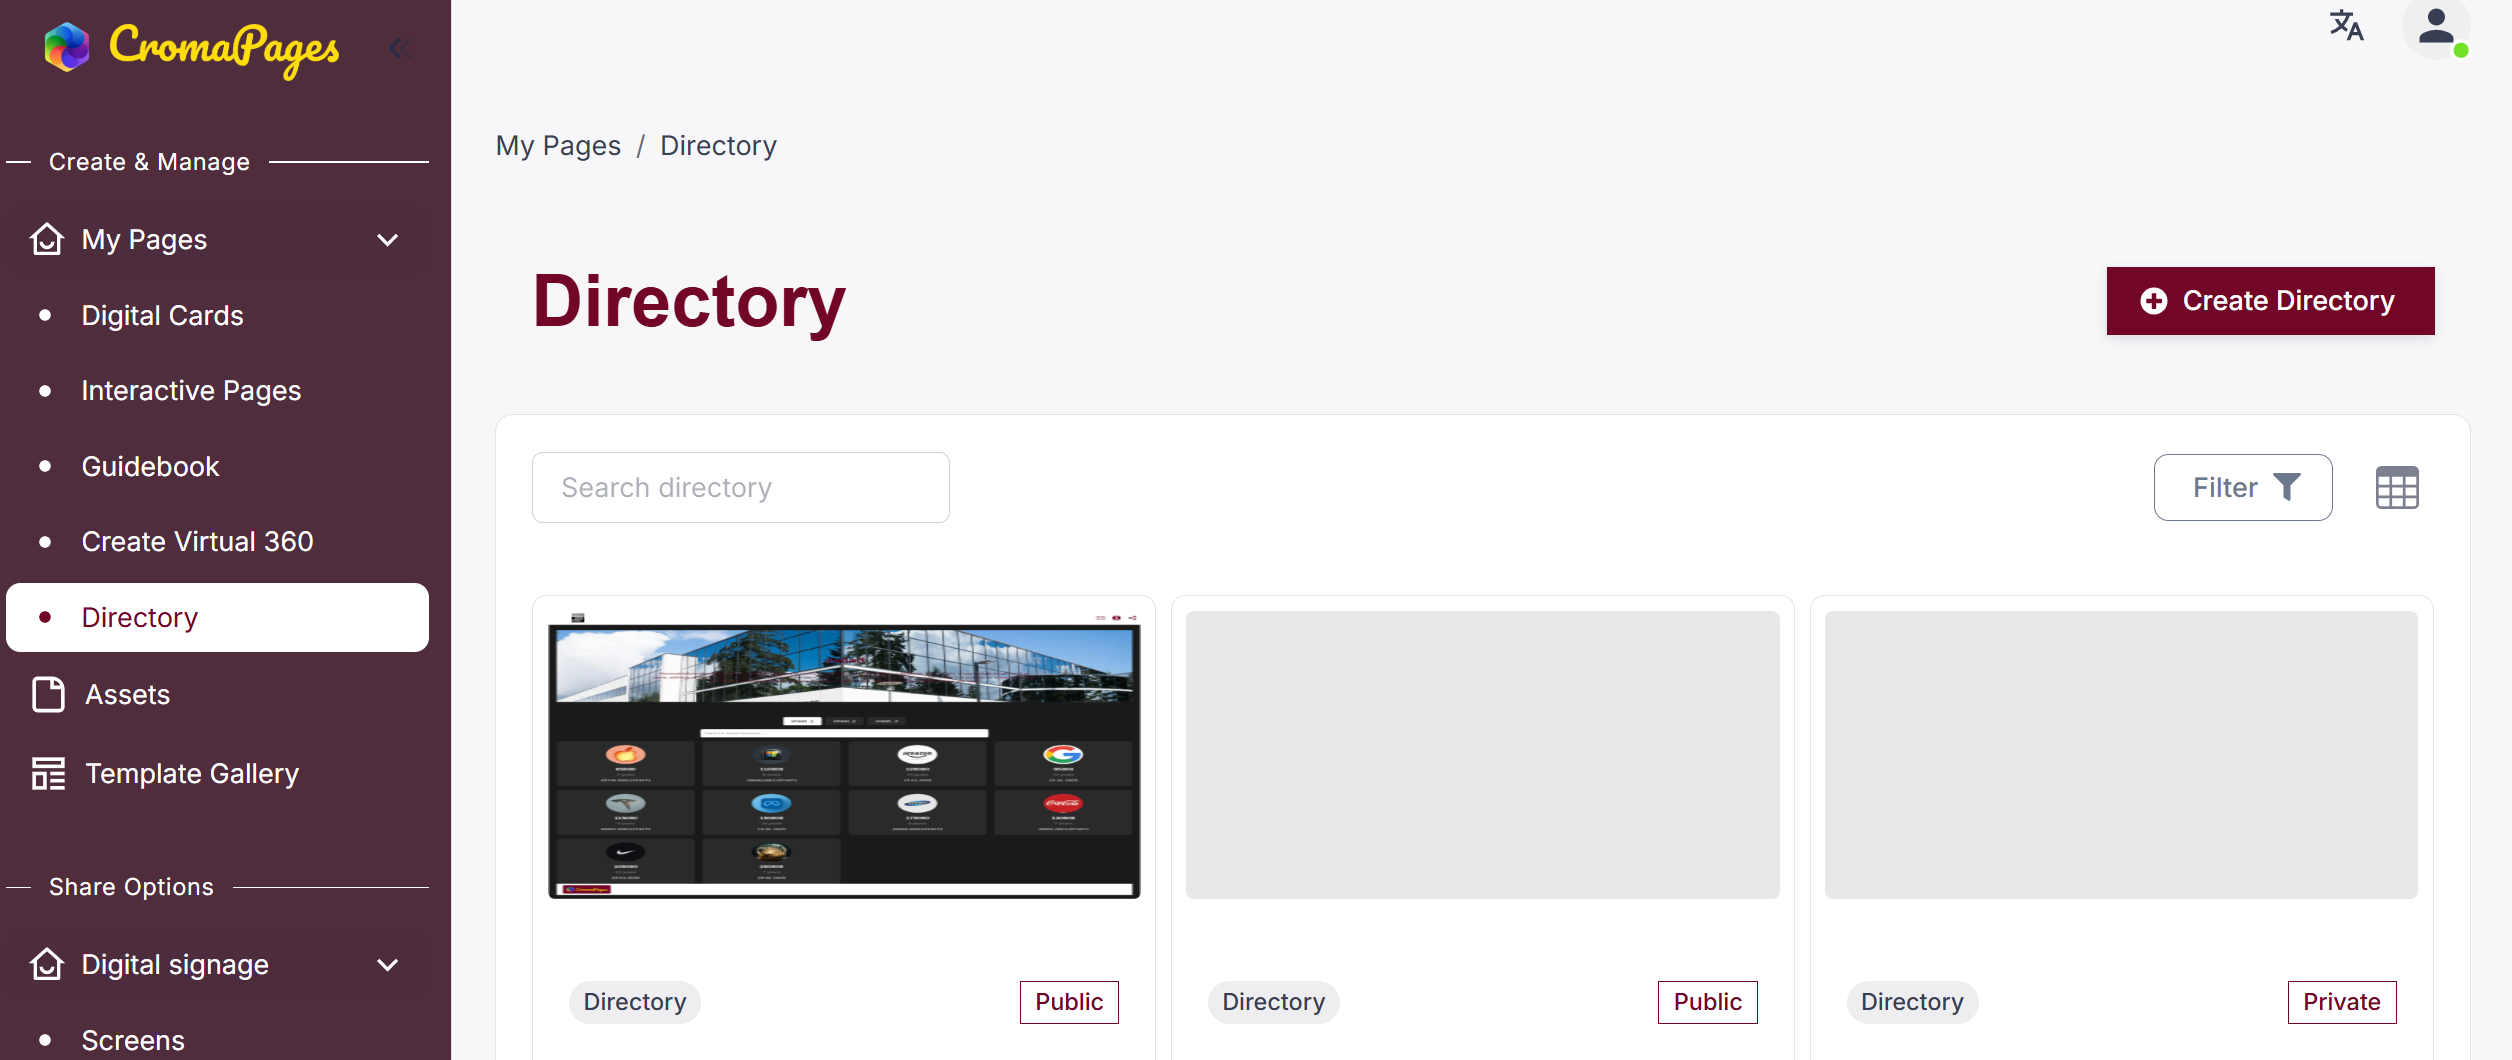 CromaPages
Create & Manage
My Pages
Digital Cards
Interactive Pages
Guidebook
Create Virtual 360
Directory
Assets
Template Gallery
Share Options
Digital signage
Screens
My Pages / Directory
Directory
Create Directory
Search directory
Filter
Directory
Public
Directory
Public
Directory
Private